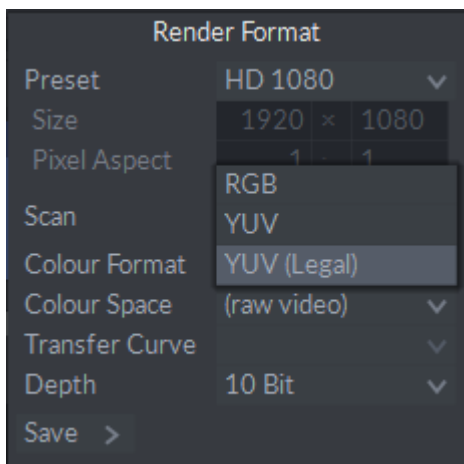 Render Format
Preset HD 1080
Size 1920 × 1080
Pixel Aspect 1 : 1
RGB
Scan YUV
Colour Format YUV (Legal)
Colour Space (raw video)
Transfer Curve
Depth 10 Bit
Save >